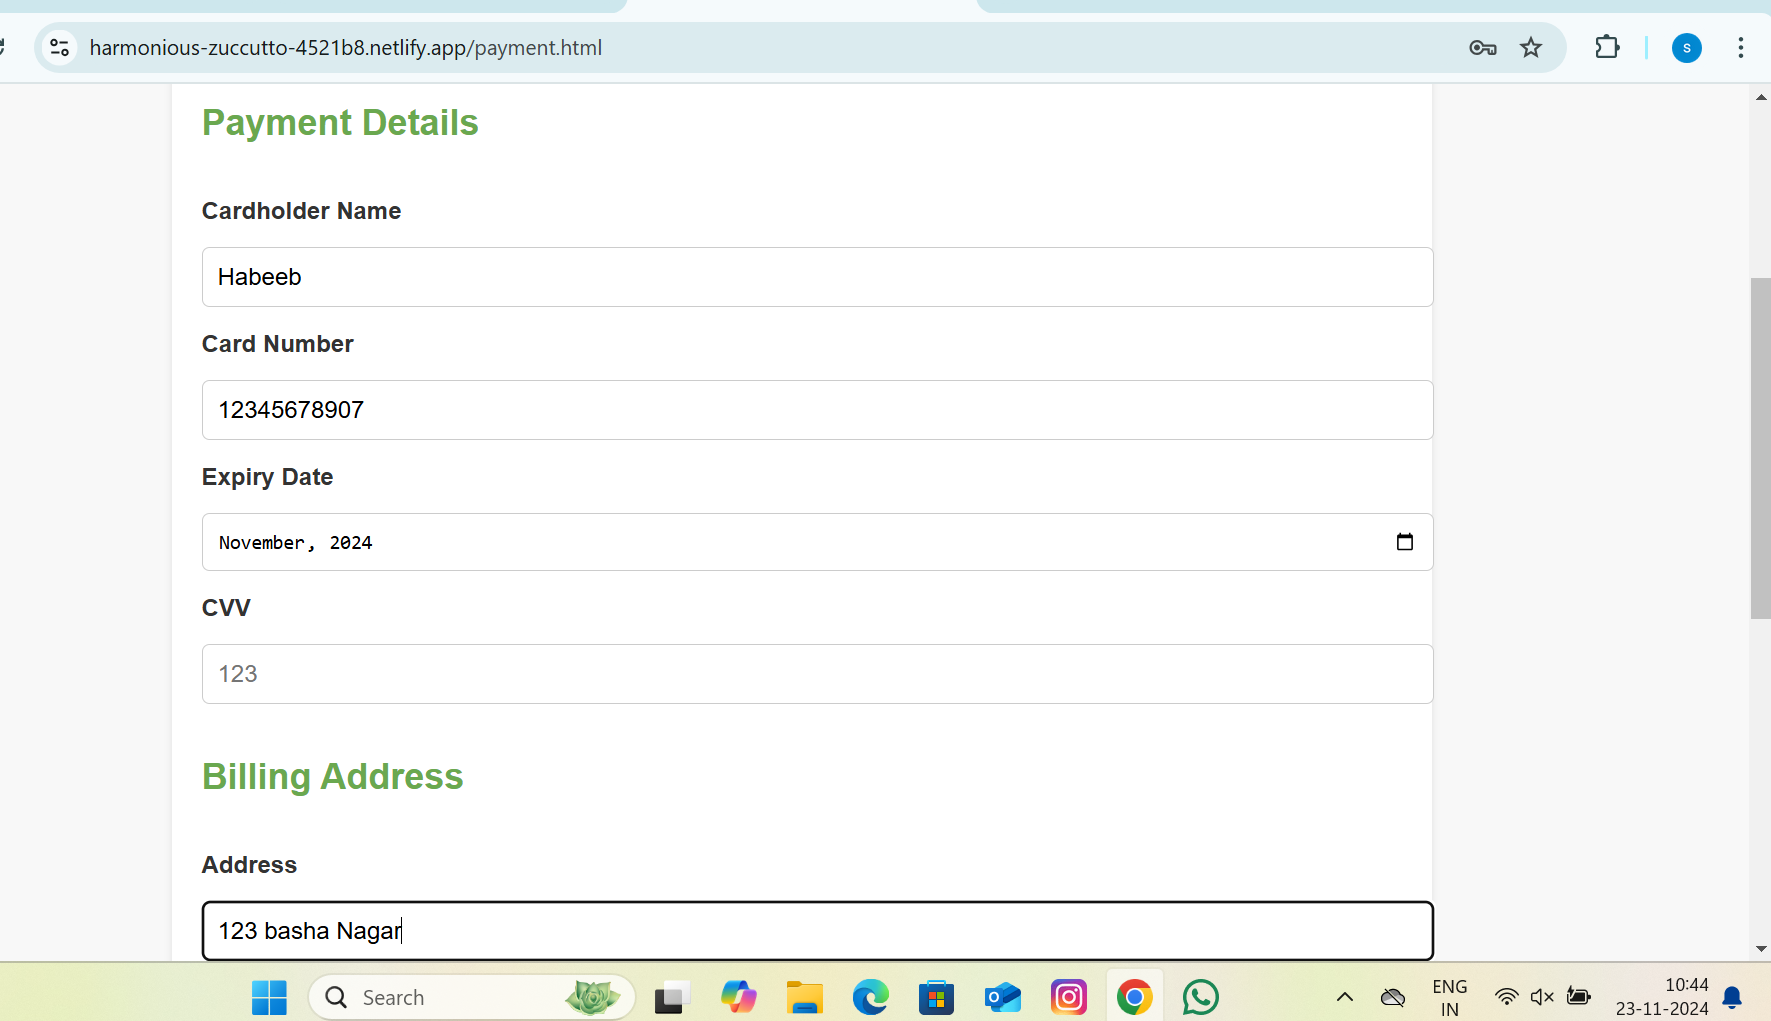 harmonious-zuccutto-4521b8.netlify.app/payment.html
s
Payment Details
Cardholder Name
Habeeb
Card Number
12345678907
Expiry Date
November, 2024
CVV
123
Billing Address
Address
123 basha Nagar
Search
ENG
IN
10:44
23-11-2024